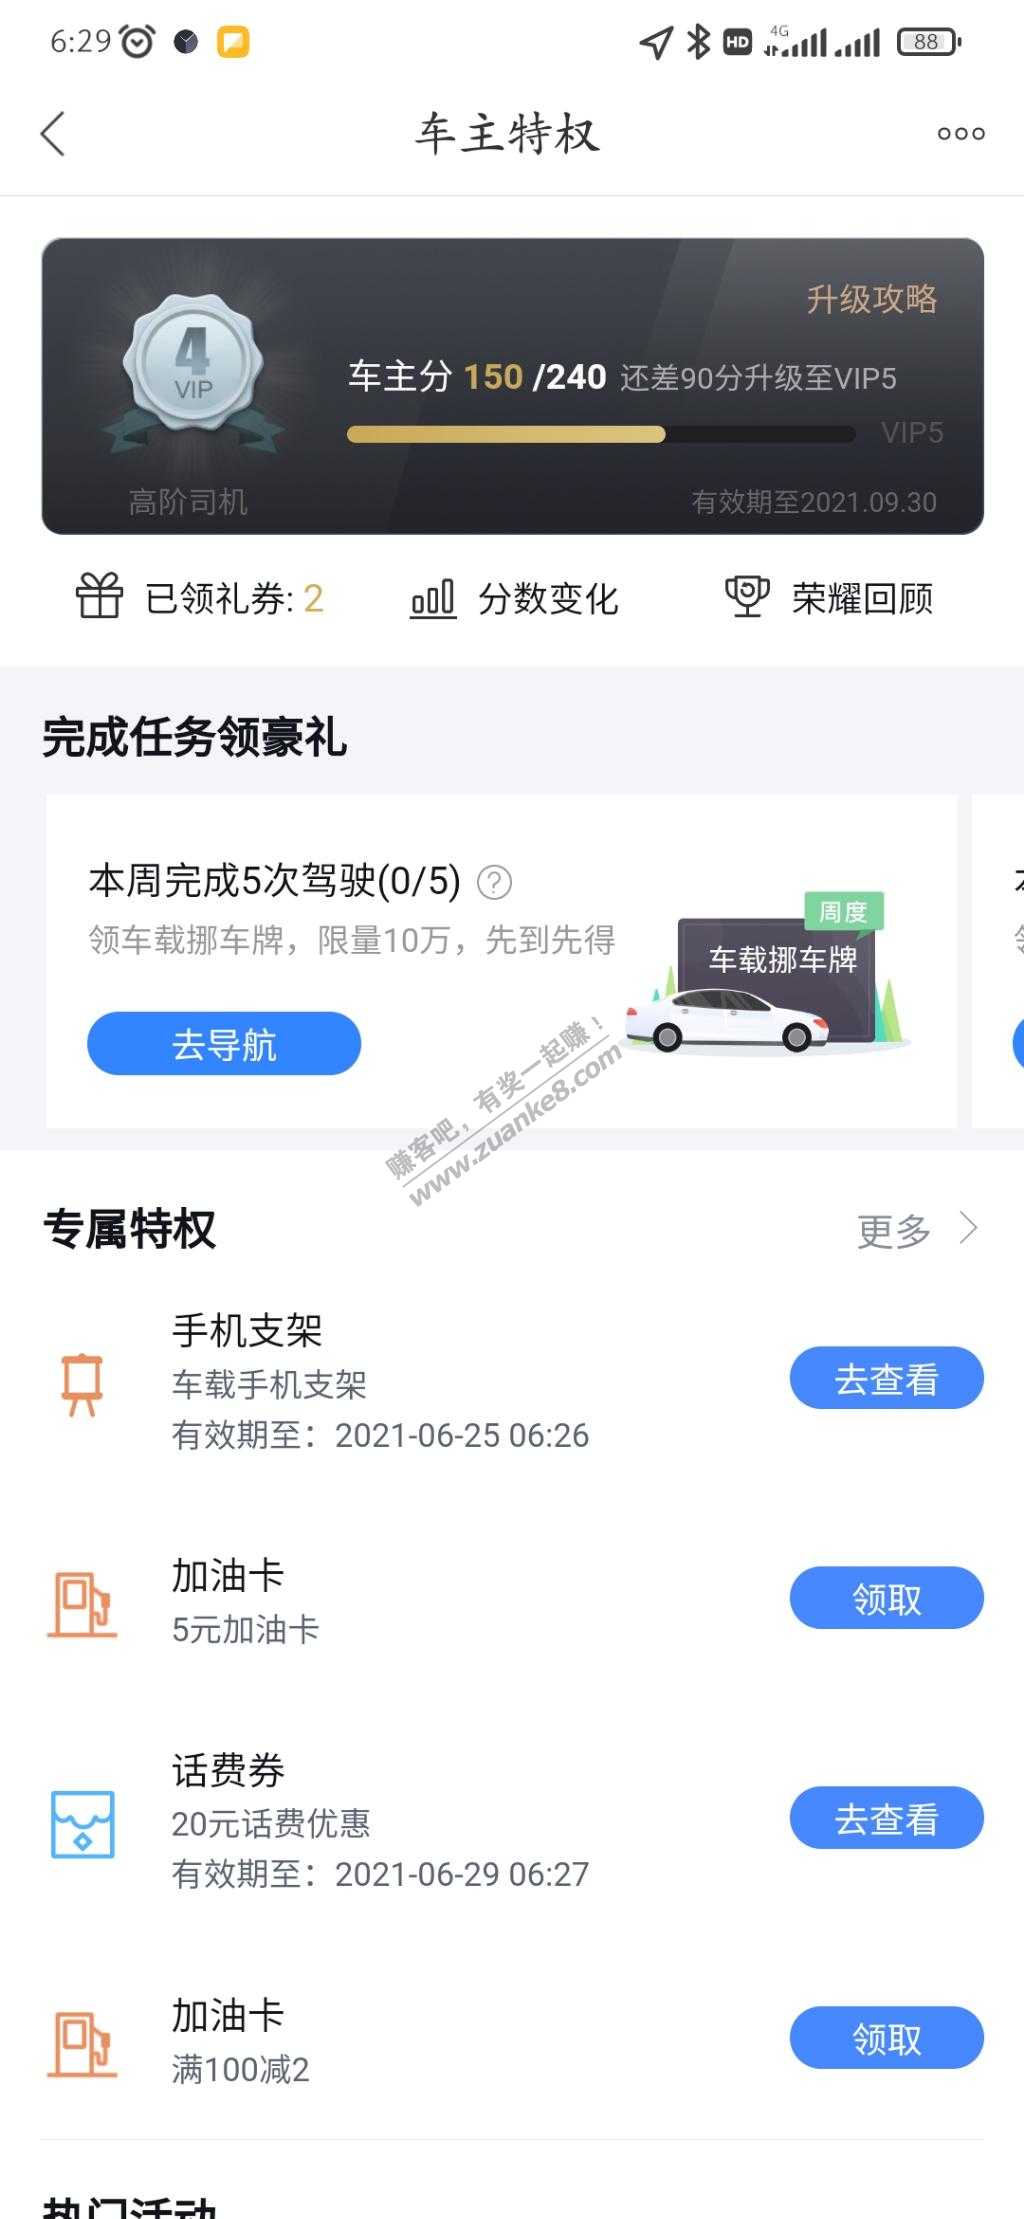 6:29
HD 4G 88
车主特权
升级攻略
4
VIP
车主分 150 /240 还差90分升级至VIP5
VIP5
高阶司机
有效期至2021.09.30
已领礼券: 2
分数变化
荣耀回顾
完成任务领豪礼
本周完成5次驾驶(0/5) ?
领车载挪车牌，限量10万，先到先得
周度
车载挪车牌
去导航
赚客吧，有奖一起赚！
www.zuanke8.com
专属特权
更多
手机支架
车载手机支架
有效期至：2021-06-25 06:26
去查看
加油卡
5元加油卡
领取
话费券
20元话费优惠
有效期至：2021-06-29 06:27
去查看
加油卡
满100减2
领取
热门活动